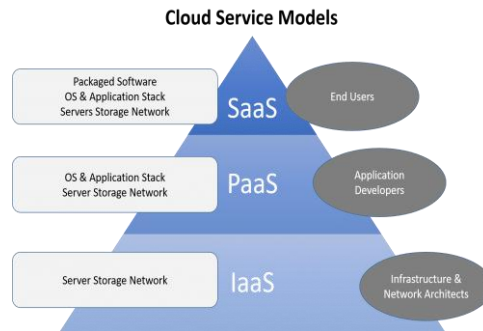 Cloud Service Models
Packaged Software
OS & Application Stack
Servers Storage Network
SaaS
End Users
OS & Application Stack
Server Storage Network
PaaS
Application
Developers
Server Storage Network
IaaS
Infrastructure &
Network Architects